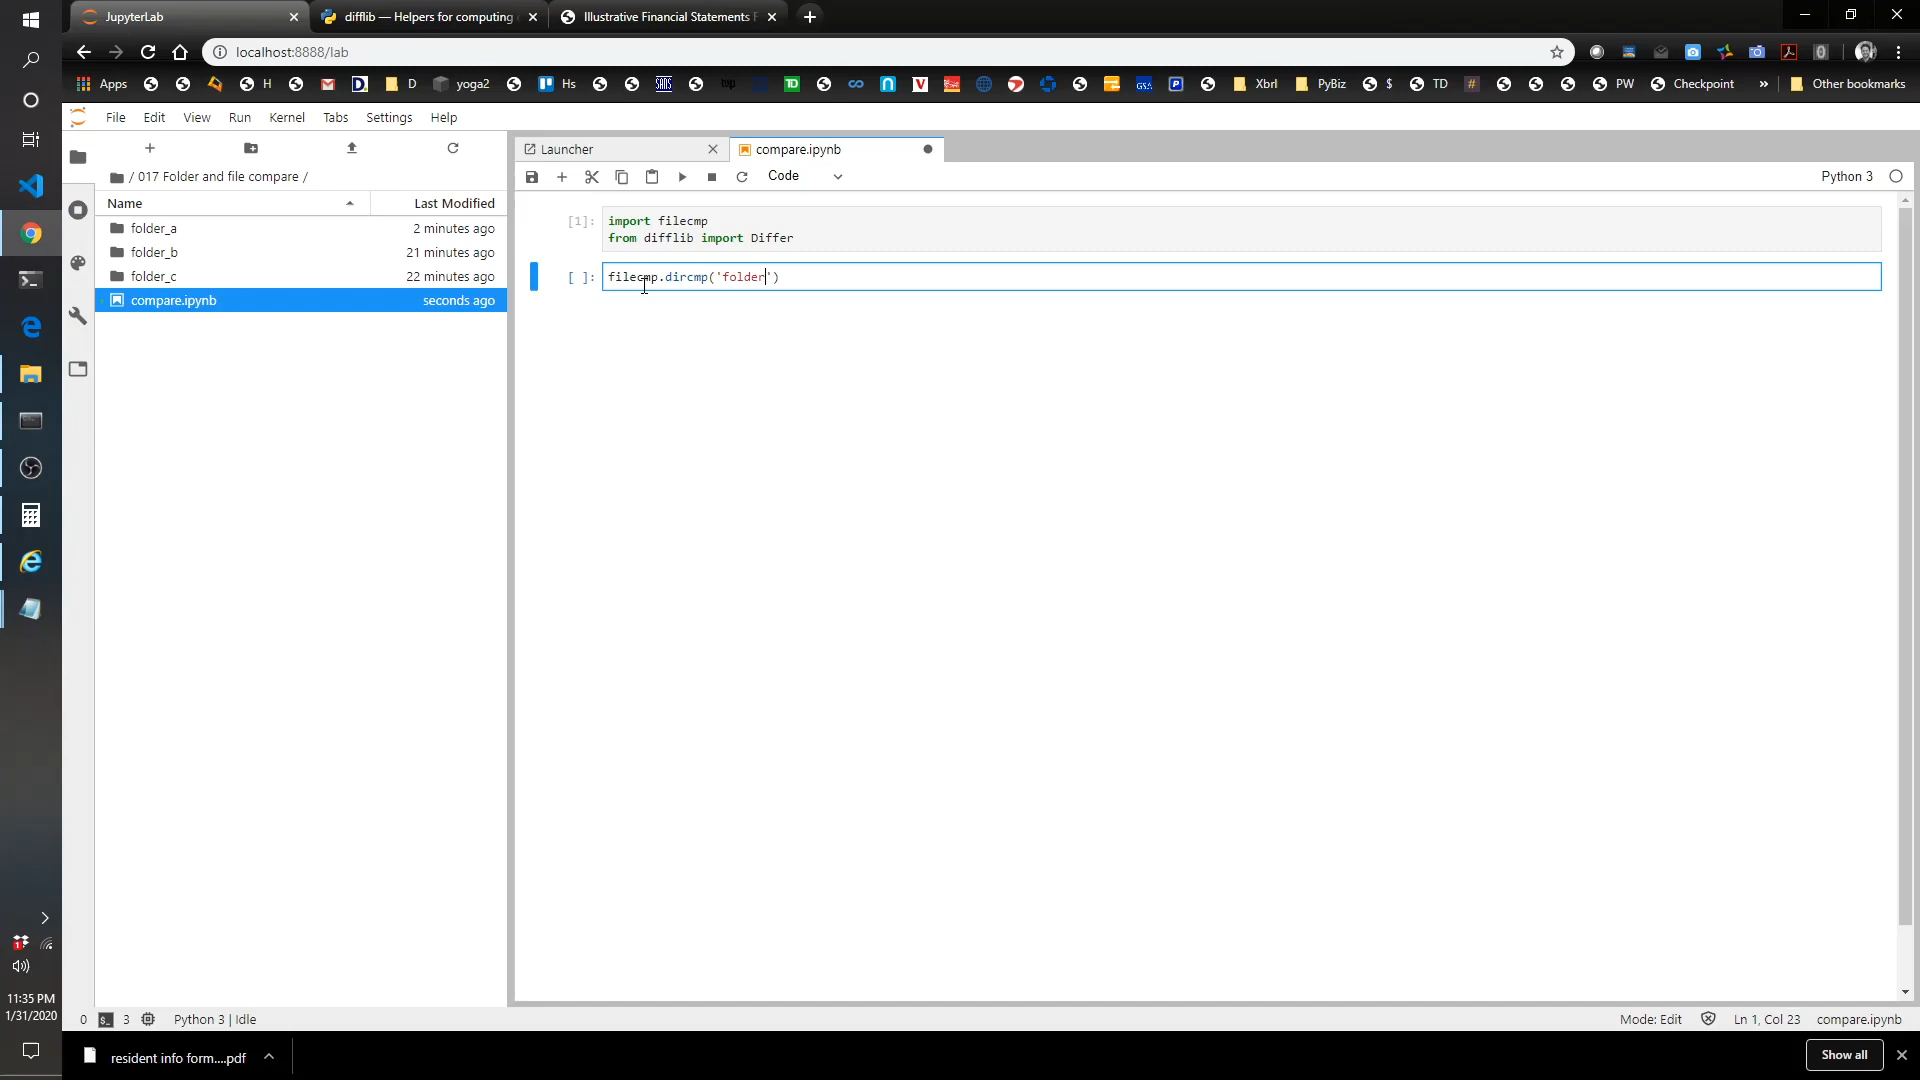 JupyterLab
difflib — Helpers for computing
Illustrative Financial Statements F
localhost:8888/lab
Apps H D yoga2 Hs TD Xbrl PyBiz $ TD # PW Checkpoint » Other bookmarks
File Edit View Run Kernel Tabs Settings Help
/ 017 Folder and file compare /
Name Last Modified
folder_a 2 minutes ago
folder_b 21 minutes ago
folder_c 22 minutes ago
compare.ipynb seconds ago
Launcher
compare.ipynb
Code
Python 3
[1]: import filecmp
from difflib import Differ
[ ]: filecmp.dircmp('folder')
11:35 PM
1/31/2020
0 3 Python 3 | Idle
Mode: Edit Ln 1, Col 23 compare.ipynb
resident info form....pdf
Show all